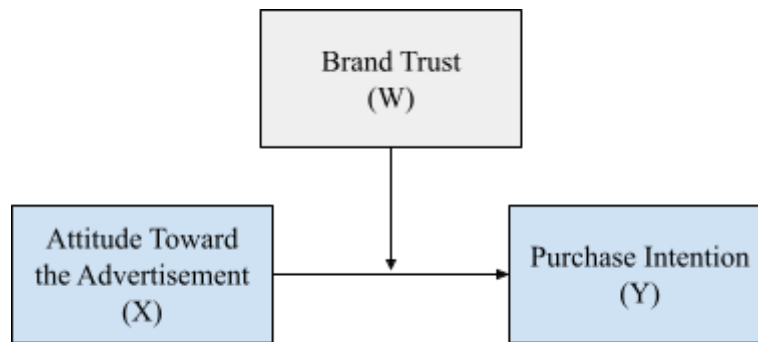 Brand Trust
(W)
Attitude Toward
the Advertisement
(X)
Purchase Intention
(Y)